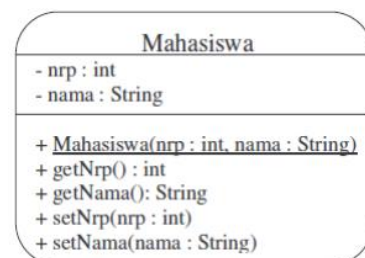 Mahasiswa
- nrp : int
- nama : String
+ Mahasiswa(nrp : int, nama : String)
+ getNrp() : int
+ getNama(): String
+ setNrp(nrp : int)
+ setNama(nama : String)